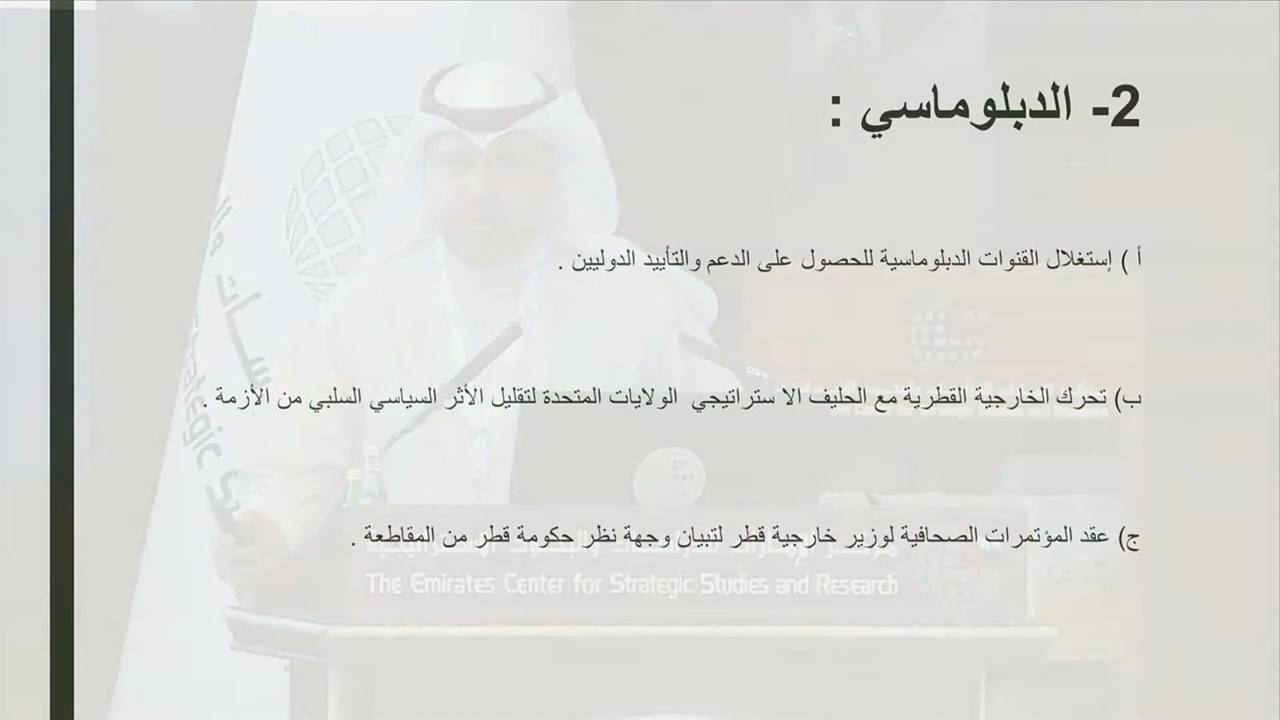 2- الدبلوماسي :
أ ) إستغلال القنوات الدبلوماسية للحصول على الدعم والتأييد الدوليين .
ب) تحرك الخارجية القطرية مع الحليف الا ستراتيجي الولايات المتحدة لتقليل الأثر السياسي السلبي من الأزمة .
ج) عقد المؤتمرات الصحافية لوزير خارجية قطر لتبيان وجهة نظر حكومة قطر من المقاطعة .
The Emirates Center for Strategic Studies and Research